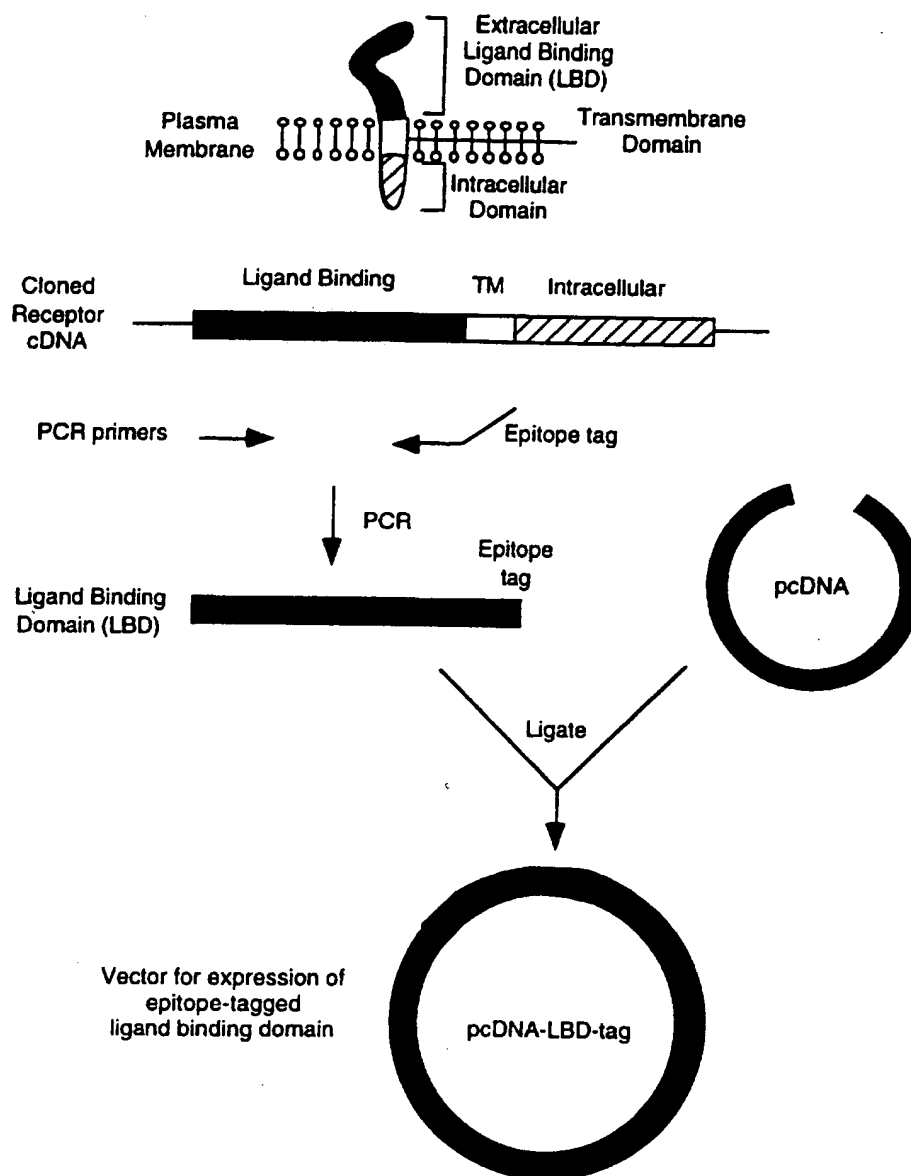 Extracellular
Ligand Binding
Domain (LBD)
Plasma
Membrane
Transmembrane
Domain
Intracellular
Domain
Cloned
Receptor
cDNA
Ligand Binding
TM
Intracellular
PCR primers
Epitope tag
PCR
Epitope
tag
Ligand Binding
Domain (LBD)
pcDNA
Ligate
Vector for expression of
epitope-tagged
ligand binding domain
pcDNA-LBD-tag